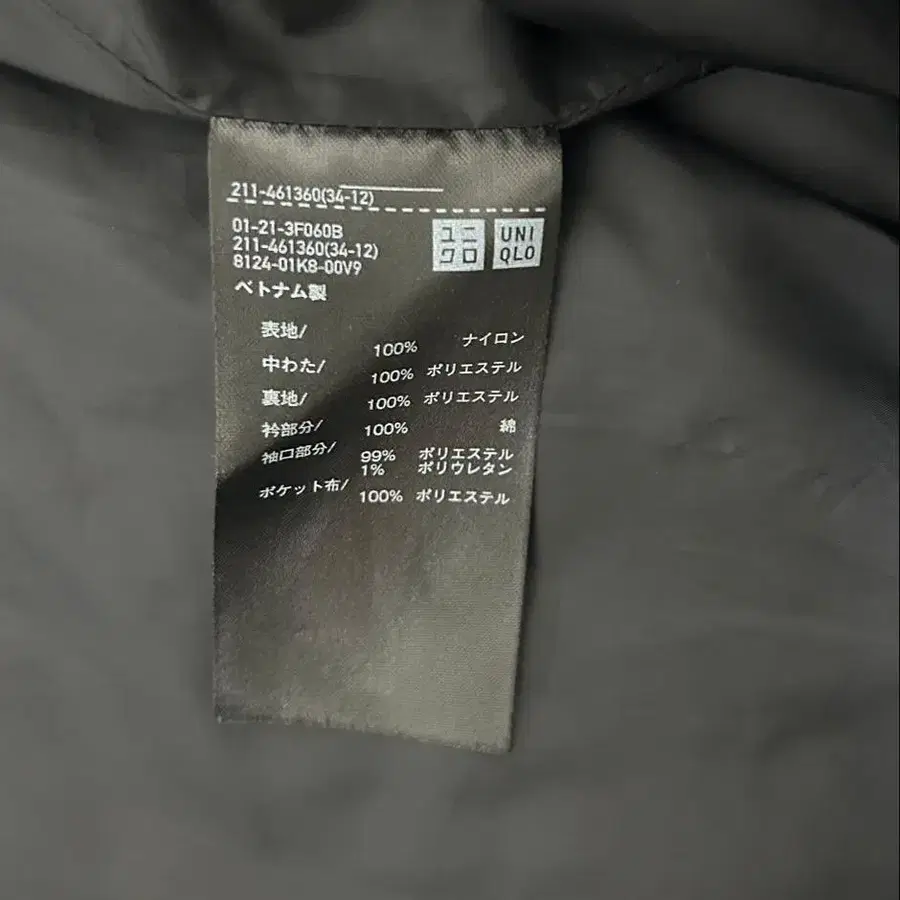 211-461360(34-12)
01-21-3F060B
211-461360(34-12)
8124-01K8-00V9
ユニ
クロ
UNI
QLO
ベトナム製
表地/ 100% ナイロン
中わた/ 100% ポリエステル
裏地/ 100% ポリエステル
衿部分/ 100% 綿
袖口部分/ 99% ポリエステル
1% ポリウレタン
ポケット布/ 100% ポリエステル